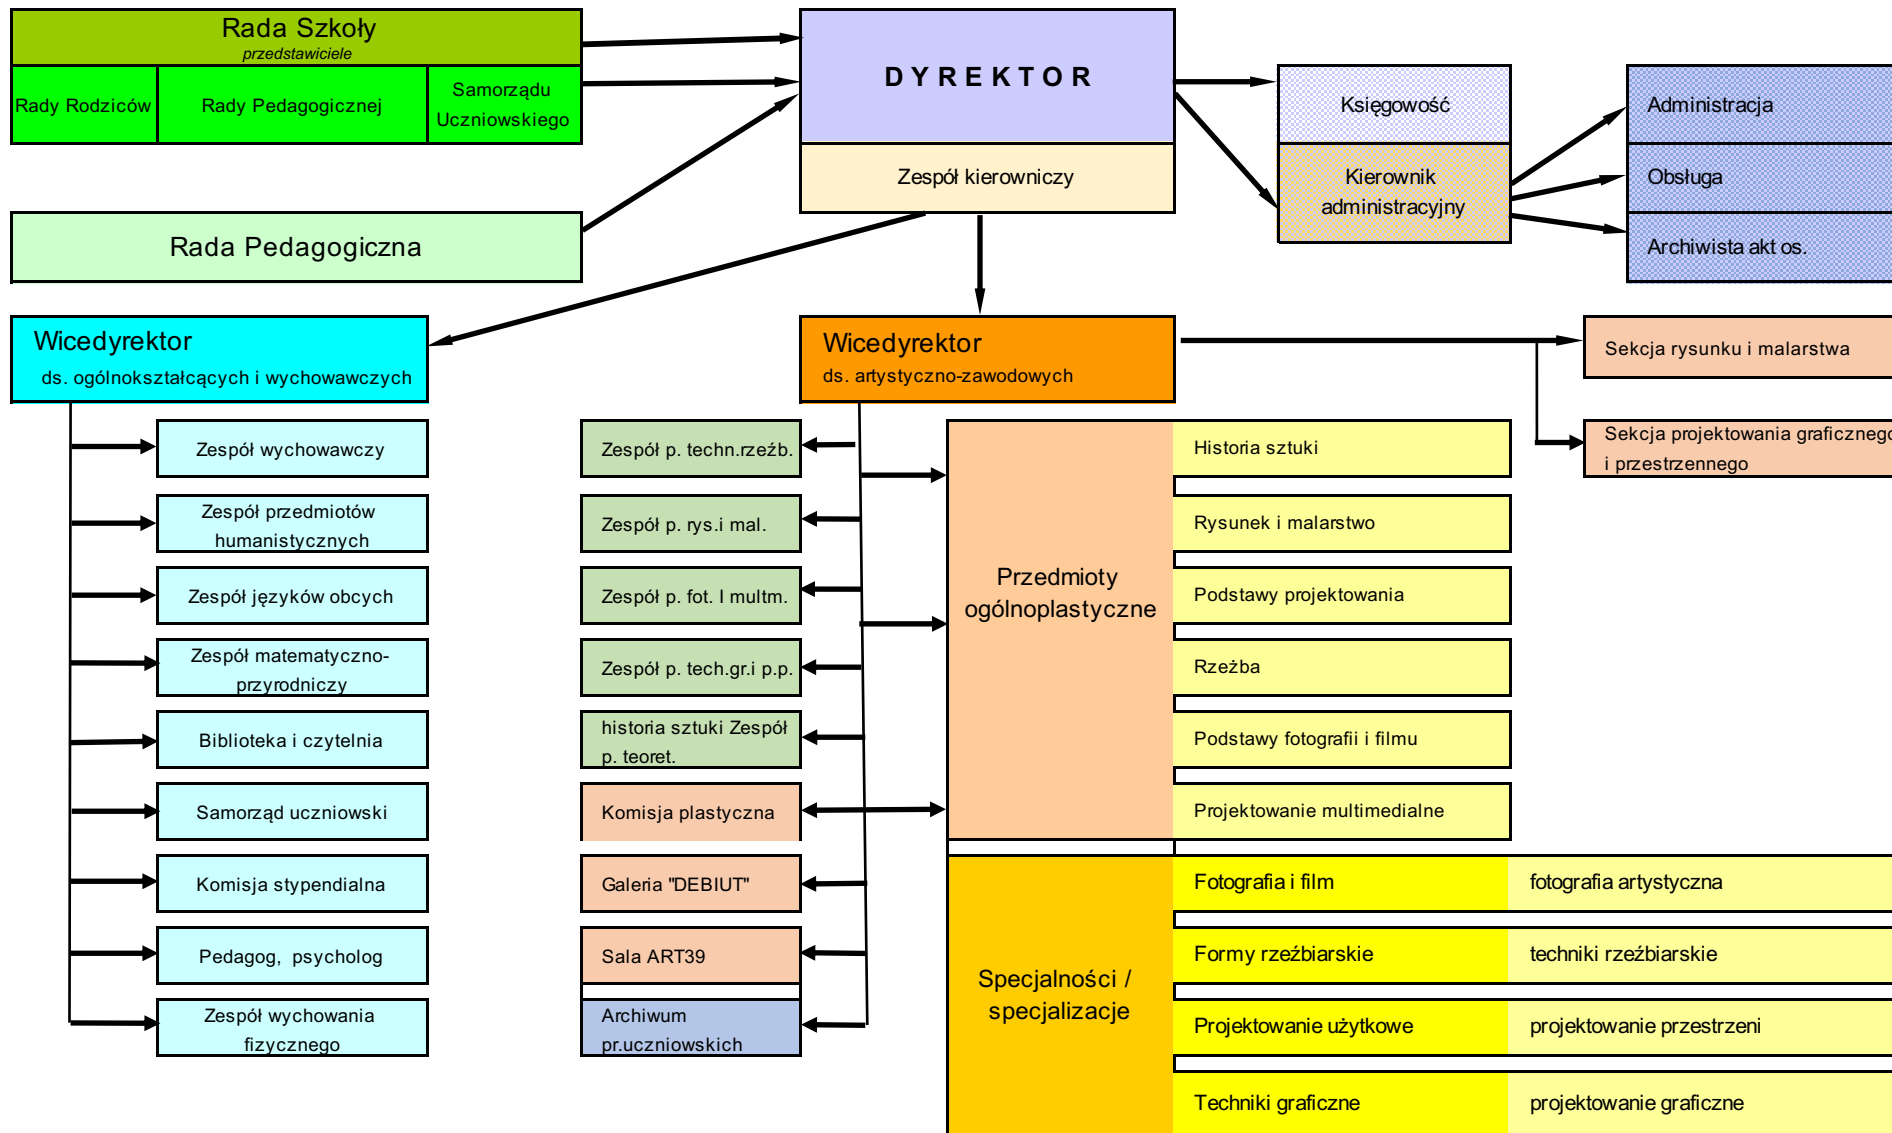 Rada Szkoły
przedstawiciele
Rady Rodziców
Rady Pedagogicznej
Samorządu
Uczniowskiego
Rada Pedagogiczna
DYREKTOR
Zespół kierowniczy
Księgowość
Kierownik
administracyjny
Administracja
Obsługa
Archiwista akt os.
Wicedyrektor
ds. ogólnokształcących i wychowawczych
Zespół wychowawczy
Zespół przedmiotów
humanistycznych
Zespół języków obcych
Zespół matematyczno-
przyrodniczy
Biblioteka i czytelnia
Samorząd uczniowski
Komisja stypendialna
Pedagog, psycholog
Zespół wychowania
fizycznego
Wicedyrektor
ds. artystyczno-zawodowych
Sekcja rysunku i malarstwa
Sekcja projektowania graficznego
i przestrzennego
Zespół p. techn.rzeźb.
Zespół p. rys.i mal.
Zespół p. fot. I multm.
Zespół p. tech.gr.i p.p.
historia sztuki Zespół
p. teoret.
Komisja plastyczna
Galeria "DEBIUT"
Sala ART39
Archiwum
pr.uczniowskich
Przedmioty
ogólnoplastyczne
Historia sztuki
Rysunek i malarstwo
Podstawy projektowania
Rzeżba
Podstawy fotografii i filmu
Projektowanie multimedialne
Specjalności /
specjalizacje
Fotografia i film
fotografia artystyczna
Formy rzeźbiarskie
techniki rzeźbiarskie
Projektowanie użytkowe
projektowanie przestrzeni
Techniki graficzne
projektowanie graficzne